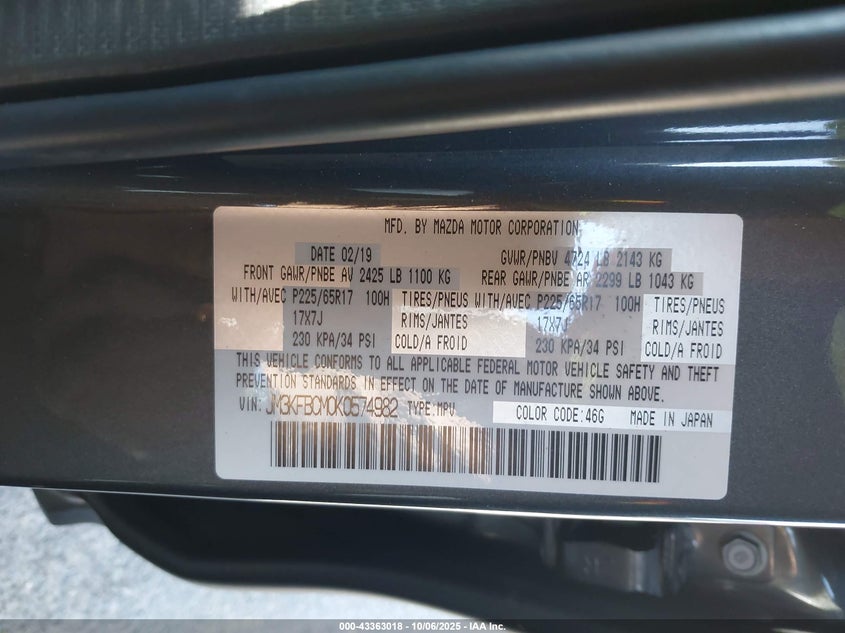 MFD. BY MAZDA MOTOR CORPORATION
DATE 02/19 GVWR/PNBV 4724 LB 2143 KG
FRONT GAWR/PNBE AV 2425 LB 1100 KG REAR GAWR/PNBE AR 2299 LB 1043 KG
WITH/AVEC P225/65R17 100H TIRES/PNEUS WITH/AVEC P225/65R17 100H TIRES/PNEUS
17X7J RIMS/JANTES 17X7J RIMS/JANTES
230 KPA/34 PSI COLD/A FROID 230 KPA/34 PSI COLD/A FROID
THIS VEHICLE CONFORMS TO ALL APPLICABLE FEDERAL MOTOR VEHICLE SAFETY AND THEFT
PREVENTION STANDARDS IN EFFECT ON THE DATE OF MANUFACTURE SHOWN ABOVE.
VIN: JM3KFBCM0K0574982 TYPE:MPV COLOR CODE:46G MADE IN JAPAN
000-43363018 - 10/06/2025 - IAA Inc.